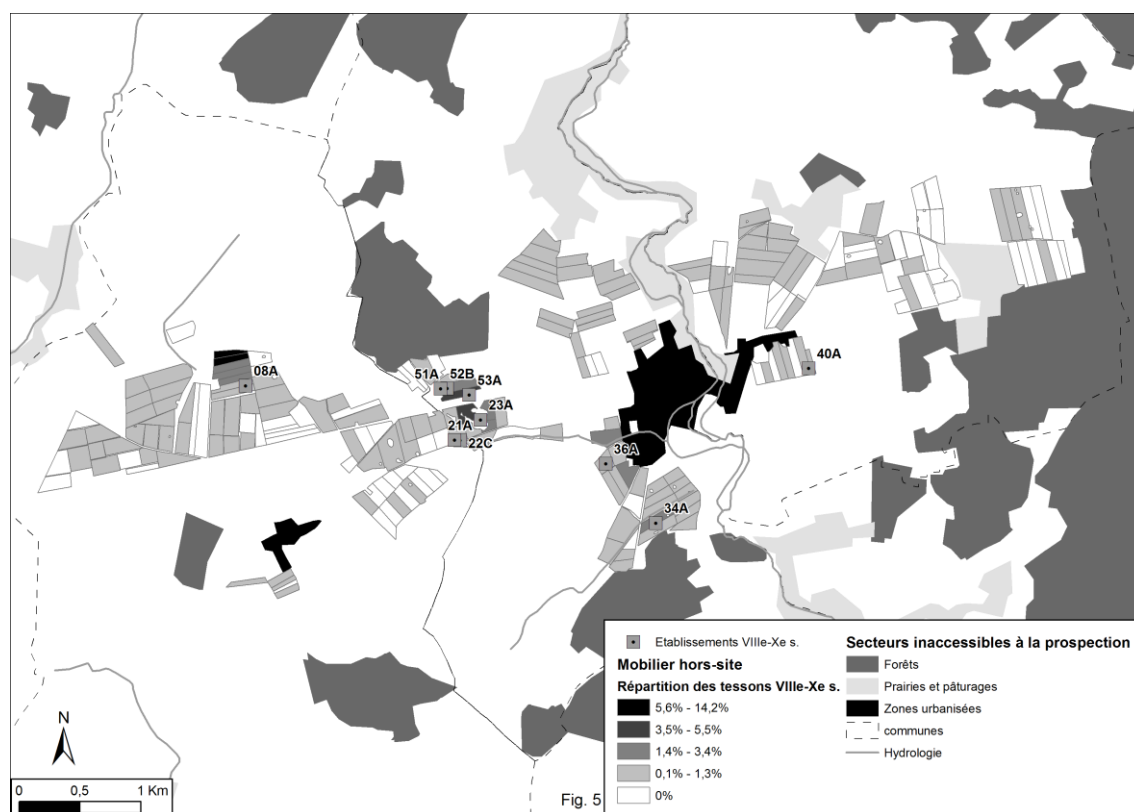 08A
51A 52B
53A
23A
21A
22C
40A
36A
34A
N
0 0,5 1 Km
Fig. 5
Etablissements VIIIe-Xe s.
Mobilier hors-site
Répartition des tessons VIIIe-Xe s.
5,6% - 14,2%
3,5% - 5,5%
1,4% - 3,4%
0,1% - 1,3%
0%
Secteurs inaccessibles à la prospection
Forêts
Prairies et pâturages
Zones urbanisées
communes
Hydrologie